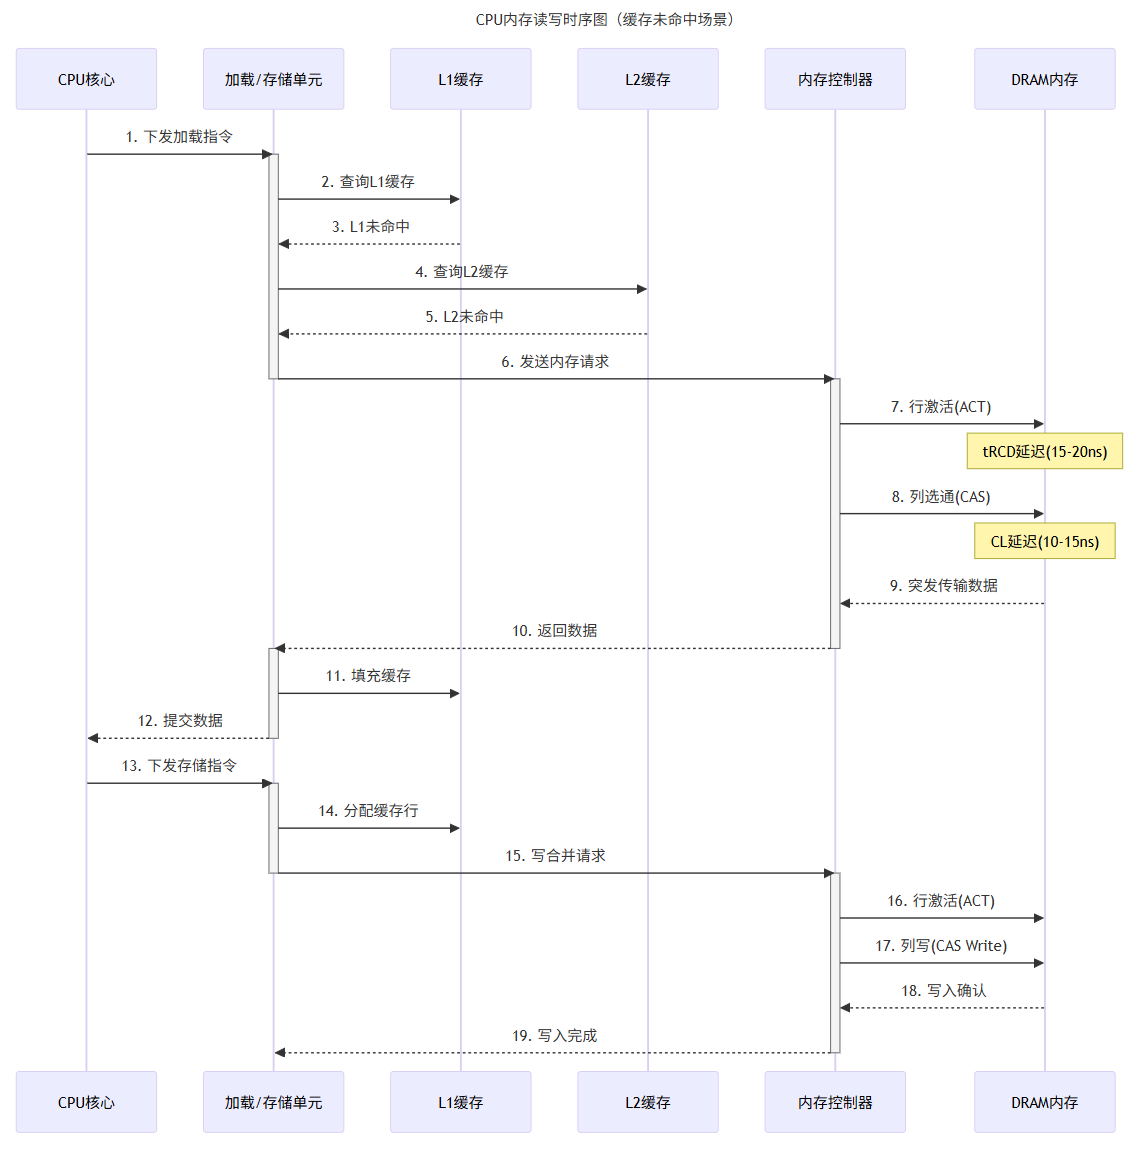 CPU内存读写时序图（缓存未命中场景）
CPU核心
加载/存储单元
L1缓存
L2缓存
内存控制器
DRAM内存
1. 下发加载指令
2. 查询L1缓存
3. L1未命中
4. 查询L2缓存
5. L2未命中
6. 发送内存请求
7. 行激活(ACT)
tRCD延迟(15-20ns)
8. 列选通(CAS)
CL延迟(10-15ns)
9. 突发传输数据
10. 返回数据
11. 填充缓存
12. 提交数据
13. 下发存储指令
14. 分配缓存行
15. 写合并请求
16. 行激活(ACT)
17. 列写(CAS Write)
18. 写入确认
19. 写入完成
CPU核心
加载/存储单元
L1缓存
L2缓存
内存控制器
DRAM内存